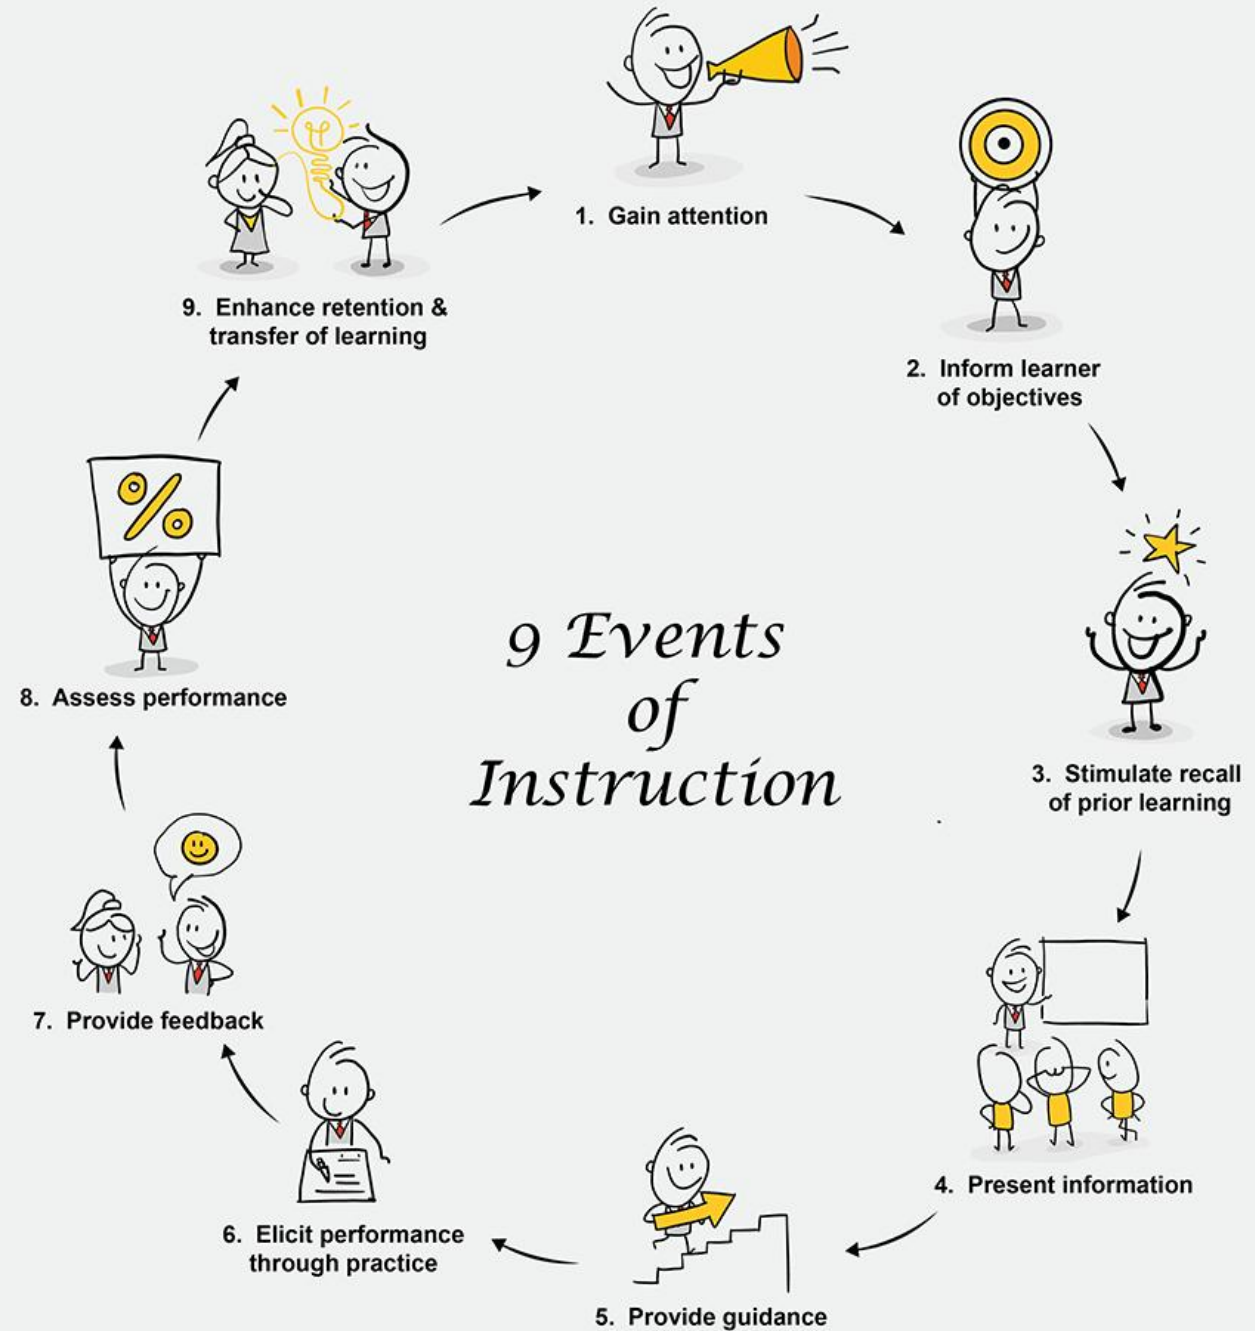 1. Gain attention
2. Inform learner
of objectives
3. Stimulate recall
of prior learning
4. Present information
5. Provide guidance
6. Elicit performance
through practice
7. Provide feedback
8. Assess performance
%
9. Enhance retention &
transfer of learning
9 Events
of
Instruction